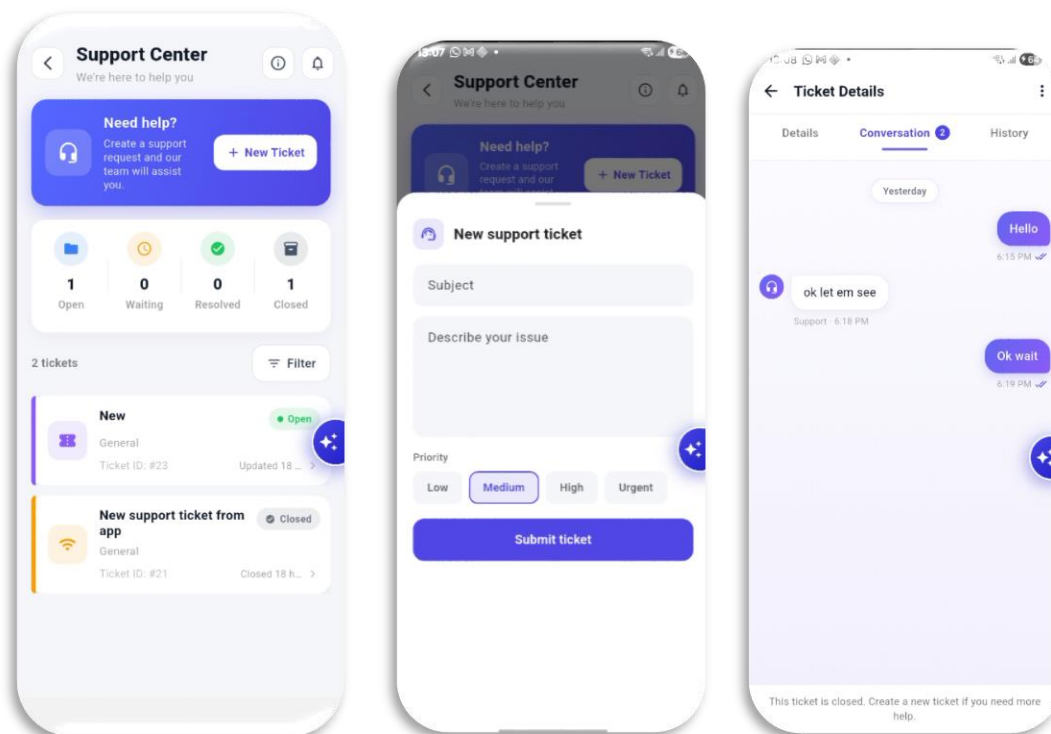 Support Center
We're here to help you
Need help?
Create a support
request and our
team will assist
you.
+ New Ticket
1
Open
0
Waiting
0
Resolved
1
Closed
2 tickets
Filter
New
Open
General
Ticket ID: #23
Updated 18 ...
New support ticket from
app
Closed
General
Ticket ID: #21
Closed 18 h...
13:07
Support Center
We're here to help you
Need help?
Create a support
request and our
team will assist
+ New Ticket
New support ticket
Subject
Describe your issue
Priority
Low
Medium
High
Urgent
Submit ticket
Ticket Details
Details
Conversation 2
History
Yesterday
Hello
6:15 PM
ok let em see
Support · 6:18 PM
Ok wait
6:19 PM
This ticket is closed. Create a new ticket if you need more
help.